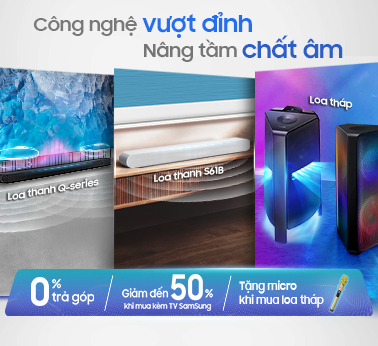 Công nghệ vượt đỉnh
Nâng tầm chất âm
Loa thanh Q-series
Loa thanh S61B
Loa tháp
0% trả góp
Giảm đến 50%
khi mua kèm TV SamSung
Tặng micro
khi mua loa tháp